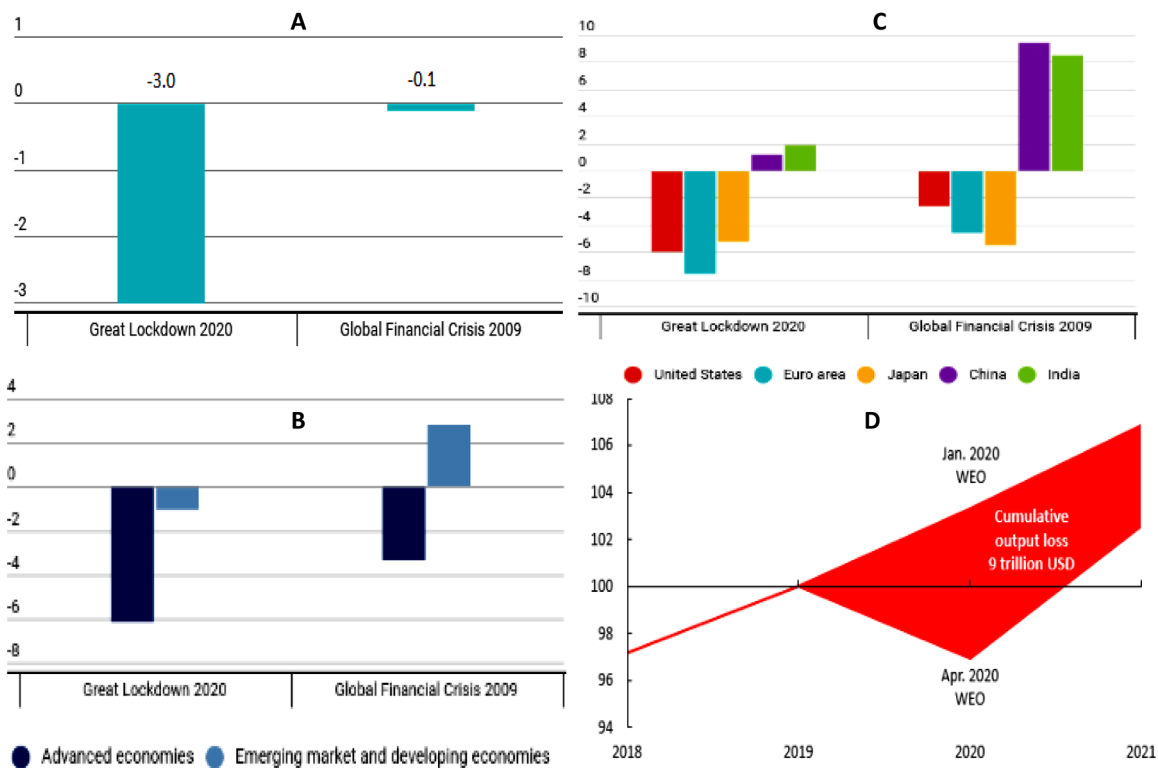 A
1
0
-1
-2
-3
-3.0
-0.1
Great Lockdown 2020
Global Financial Crisis 2009
C
10
8
6
4
2
0
-2
-4
-6
-8
-10
Great Lockdown 2020
Global Financial Crisis 2009
United States
Euro area
Japan
China
India
B
4
2
0
-2
-4
-6
-8
Great Lockdown 2020
Global Financial Crisis 2009
Advanced economies
Emerging market and developing economies
D
108
106
104
102
100
98
96
94
Jan. 2020
WEO
Cumulative
output loss
9 trillion USD
Apr. 2020
WEO
2018
2019
2020
2021